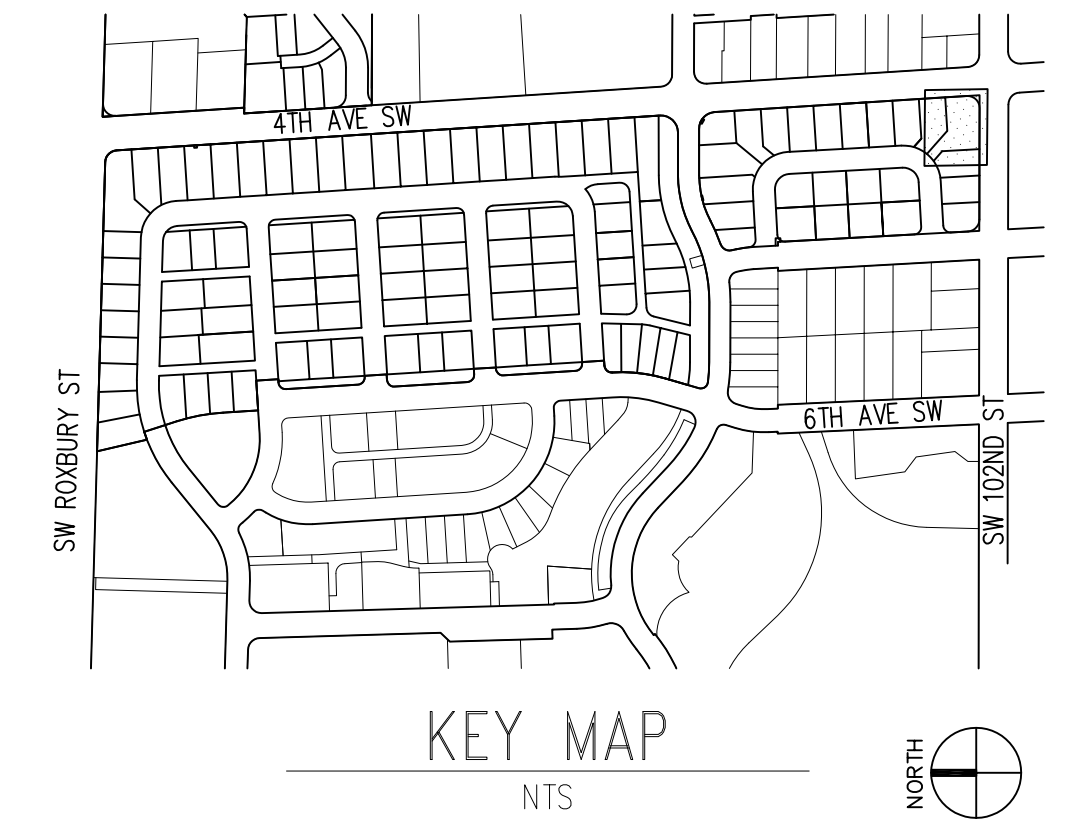 4TH AVE SW
SW ROXBURY ST
6TH AVE SW
SW 102ND ST
KEY MAP
NTS
NORTH